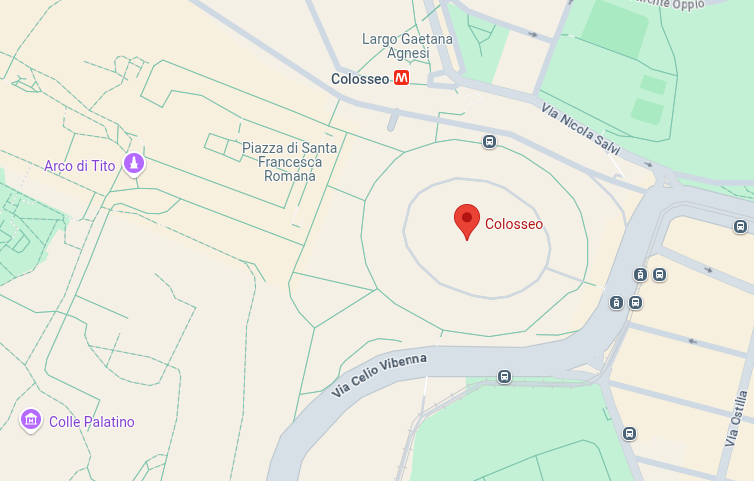 Largo Gaetana
Agnesi
Colosseo M
Via Nicola Salvi
Piazza di Santa
Francesca
Romana
Arco di Tito
Colosseo
Via Celio Vibenna
Colle Palatino
Via Ostilia
Oppio